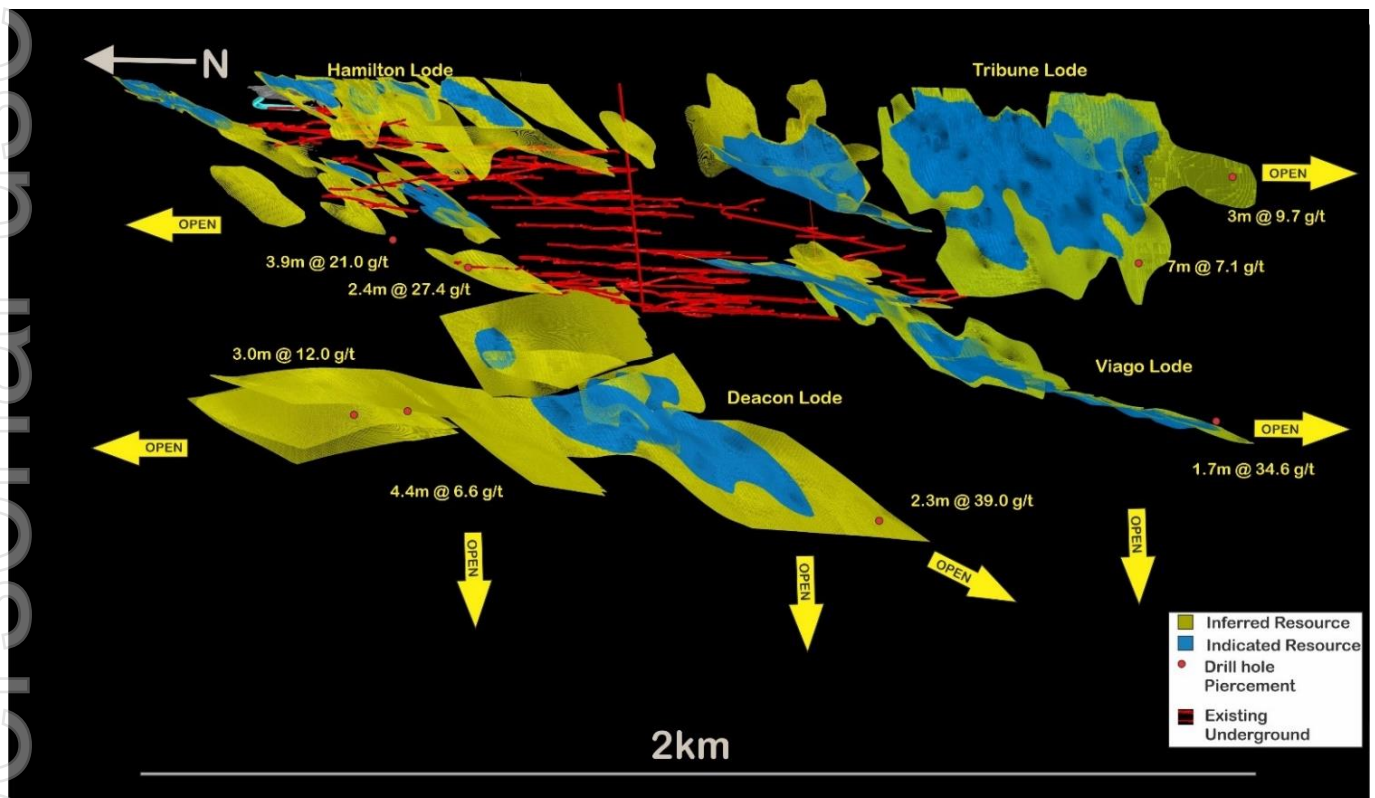 N
Hamilton Lode
Tribune Lode
OPEN
3m @ 9.7 g/t
OPEN
3.9m @ 21.0 g/t
7m @ 7.1 g/t
2.4m @ 27.4 g/t
3.0m @ 12.0 g/t
Viago Lode
Deacon Lode
OPEN
OPEN
1.7m @ 34.6 g/t
4.4m @ 6.6 g/t
2.3m @ 39.0 g/t
OPEN
OPEN
OPEN
OPEN
Inferred Resource
Indicated Resource
Drill hole
Piercement
Existing
Underground
2km